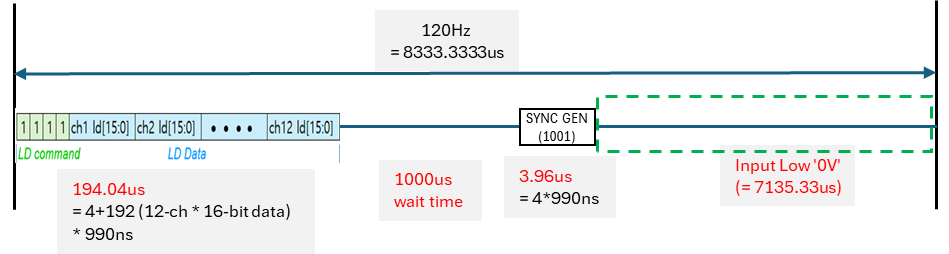 120Hz
= 8333.3333us
1 1 1 1 ch1 ld[15:0] ch2 ld[15:0] • • • • ch12 ld[15:0]
SYNC GEN
(1001)
LD command LD Data
194.04us
= 4+192 (12-ch * 16-bit data)
* 990ns
1000us
wait time
3.96us
= 4*990ns
Input Low '0V'
(= 7135.33us)